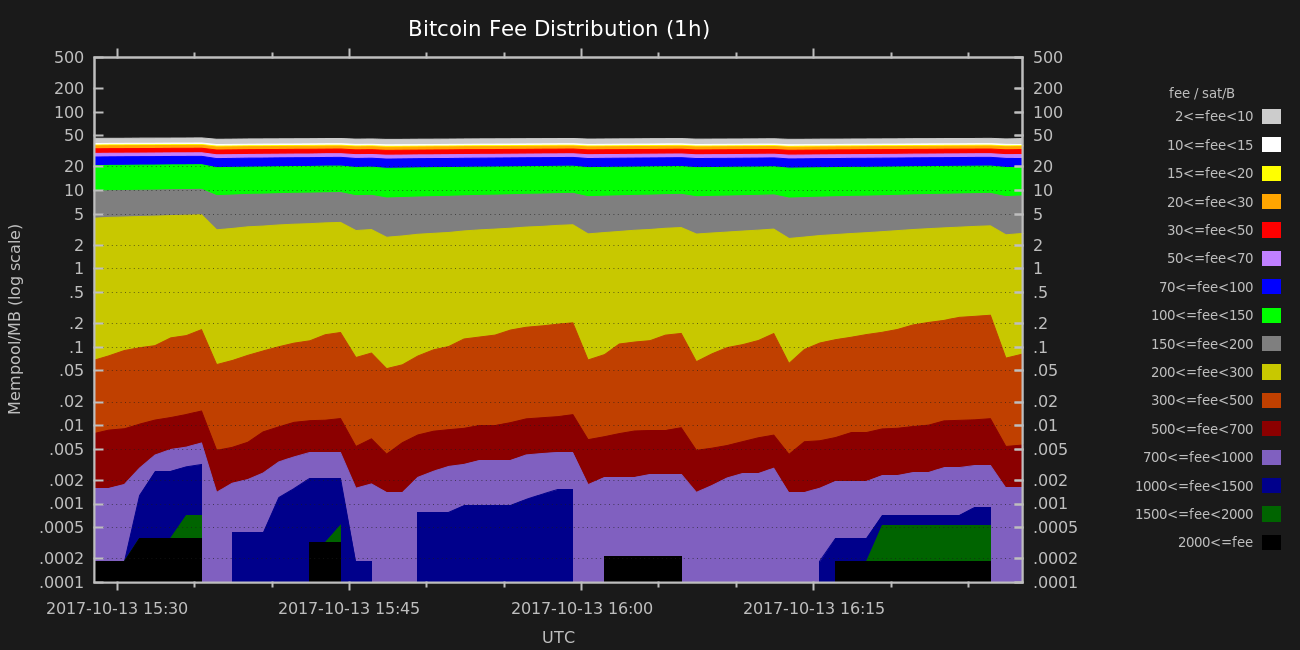 Bitcoin Fee Distribution (1h)
Mempool/MB (log scale)
500
200
100
50
20
10
5
2
1
.5
.2
.1
.05
.02
.01
.005
.002
.001
.0005
.0002
.0001
500
200
100
50
20
10
5
2
1
.5
.2
.1
.05
.02
.01
.005
.002
.001
.0005
.0002
.0001
2017-10-13 15:30
2017-10-13 15:45
2017-10-13 16:00
2017-10-13 16:15
UTC
fee / sat/B
2<=fee<10
10<=fee<15
15<=fee<20
20<=fee<30
30<=fee<50
50<=fee<70
70<=fee<100
100<=fee<150
150<=fee<200
200<=fee<300
300<=fee<500
500<=fee<700
700<=fee<1000
1000<=fee<1500
1500<=fee<2000
2000<=fee